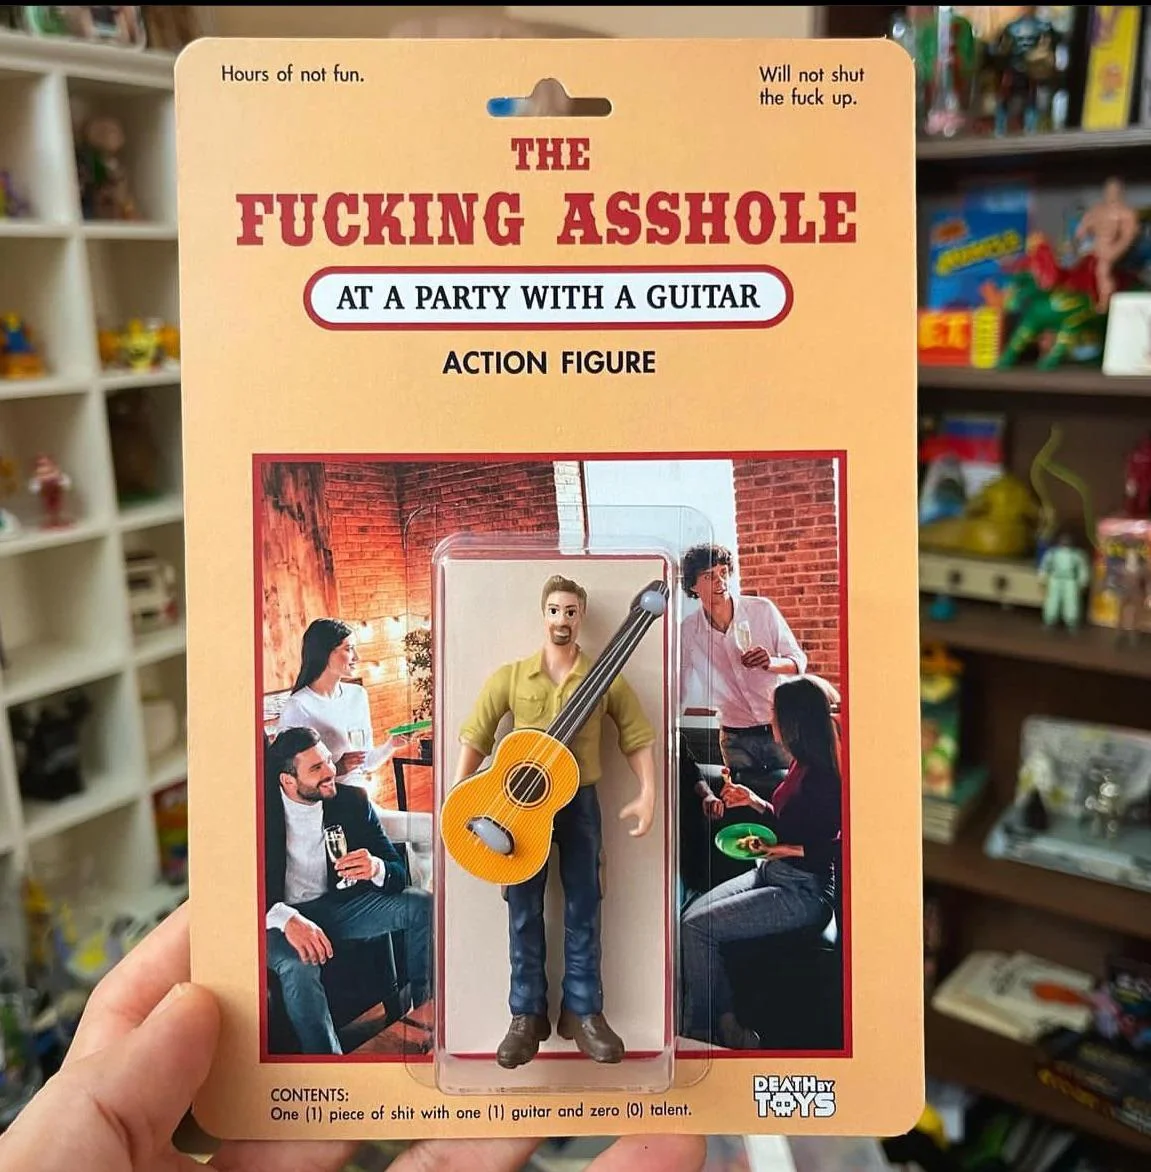 Hours of not fun.
Will not shut
the fuck up.
THE
FUCKING ASSHOLE
AT A PARTY WITH A GUITAR
ACTION FIGURE
CONTENTS:
One (1) piece of shit with one (1) guitar and zero (0) talent.
DEATH BY
TOYS